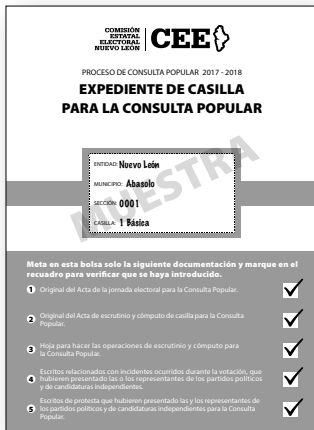 COMISIÓN
ESTATAL
ELECTORAL
NUEVO LEÓN
CEE
PROCESO DE CONSULTA POPULAR 2017 - 2018
EXPEDIENTE DE CASILLA
PARA LA CONSULTA POPULAR
ENTIDAD: Nuevo León
MUNICIPIO: Abasolo
SECCIÓN: 0001
CASILLA: 1 Básica
MUESTRA
Meta en esta bolsa solo la siguiente documentación y marque en el
recuadro para verificar que se haya introducido.
1 Original del Acta de la jornada electoral para la Consulta Popular.
2 Original del Acta de escrutinio y cómputo de casilla para la Consulta
Popular.
3 Hoja para hacer las operaciones de escrutinio y cómputo para
la Consulta Popular.
4 Escritos relacionados con incidentes ocurridos durante la votación, que
hubieren presentado las o los representantes de los partidos políticos
y de candidaturas independientes.
5 Escritos de protesta que hubieren presentado las y los representantes de
los partidos políticos y de candidaturas independientes para la Consulta
Popular.